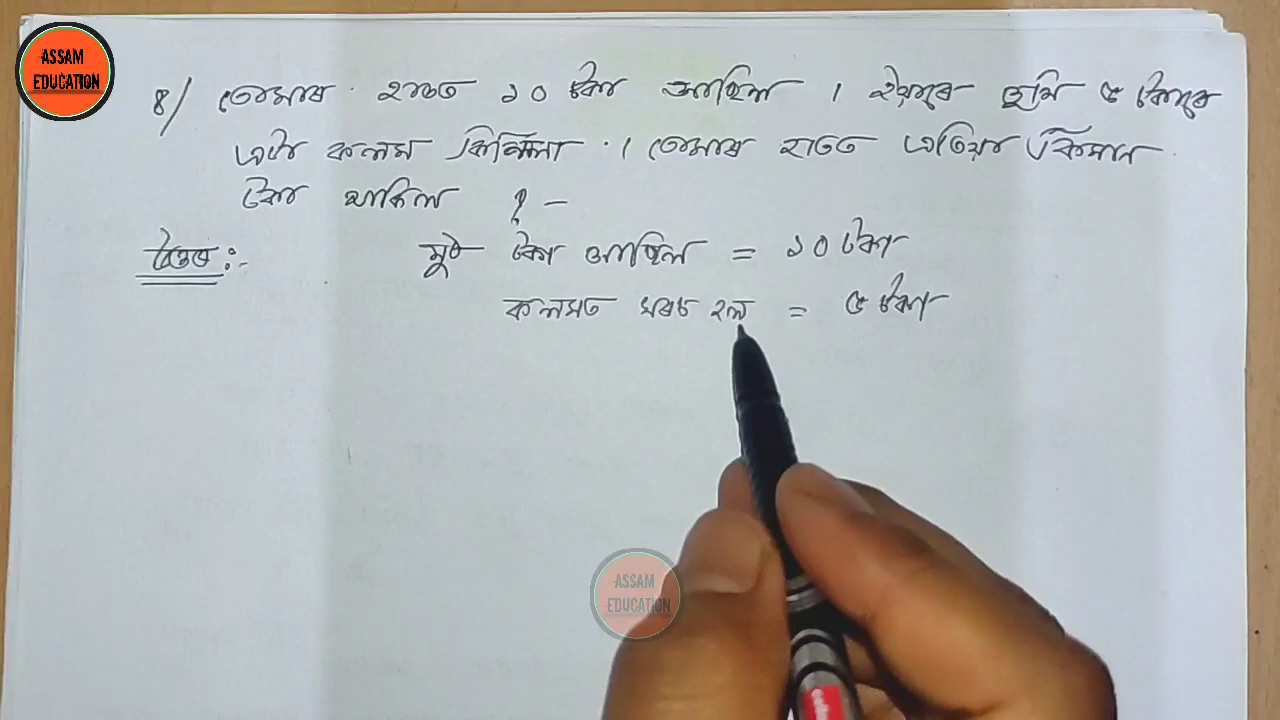 ASSAM
EDUCATION
৪/ তোমাৰ হাতত ১০ টকা আছিল । ইয়াৰে তুমি ৫ টকাৰে
এটা কলম কিনিলা । তোমাৰ হাতত এতিয়া কিমান
টকা থাকিল ? —
উত্তৰ :- মুঠ টকা আছিল = ১০ টকা
কলমত খৰচ হল = ৫ টকা
ASSAM
EDUCATION